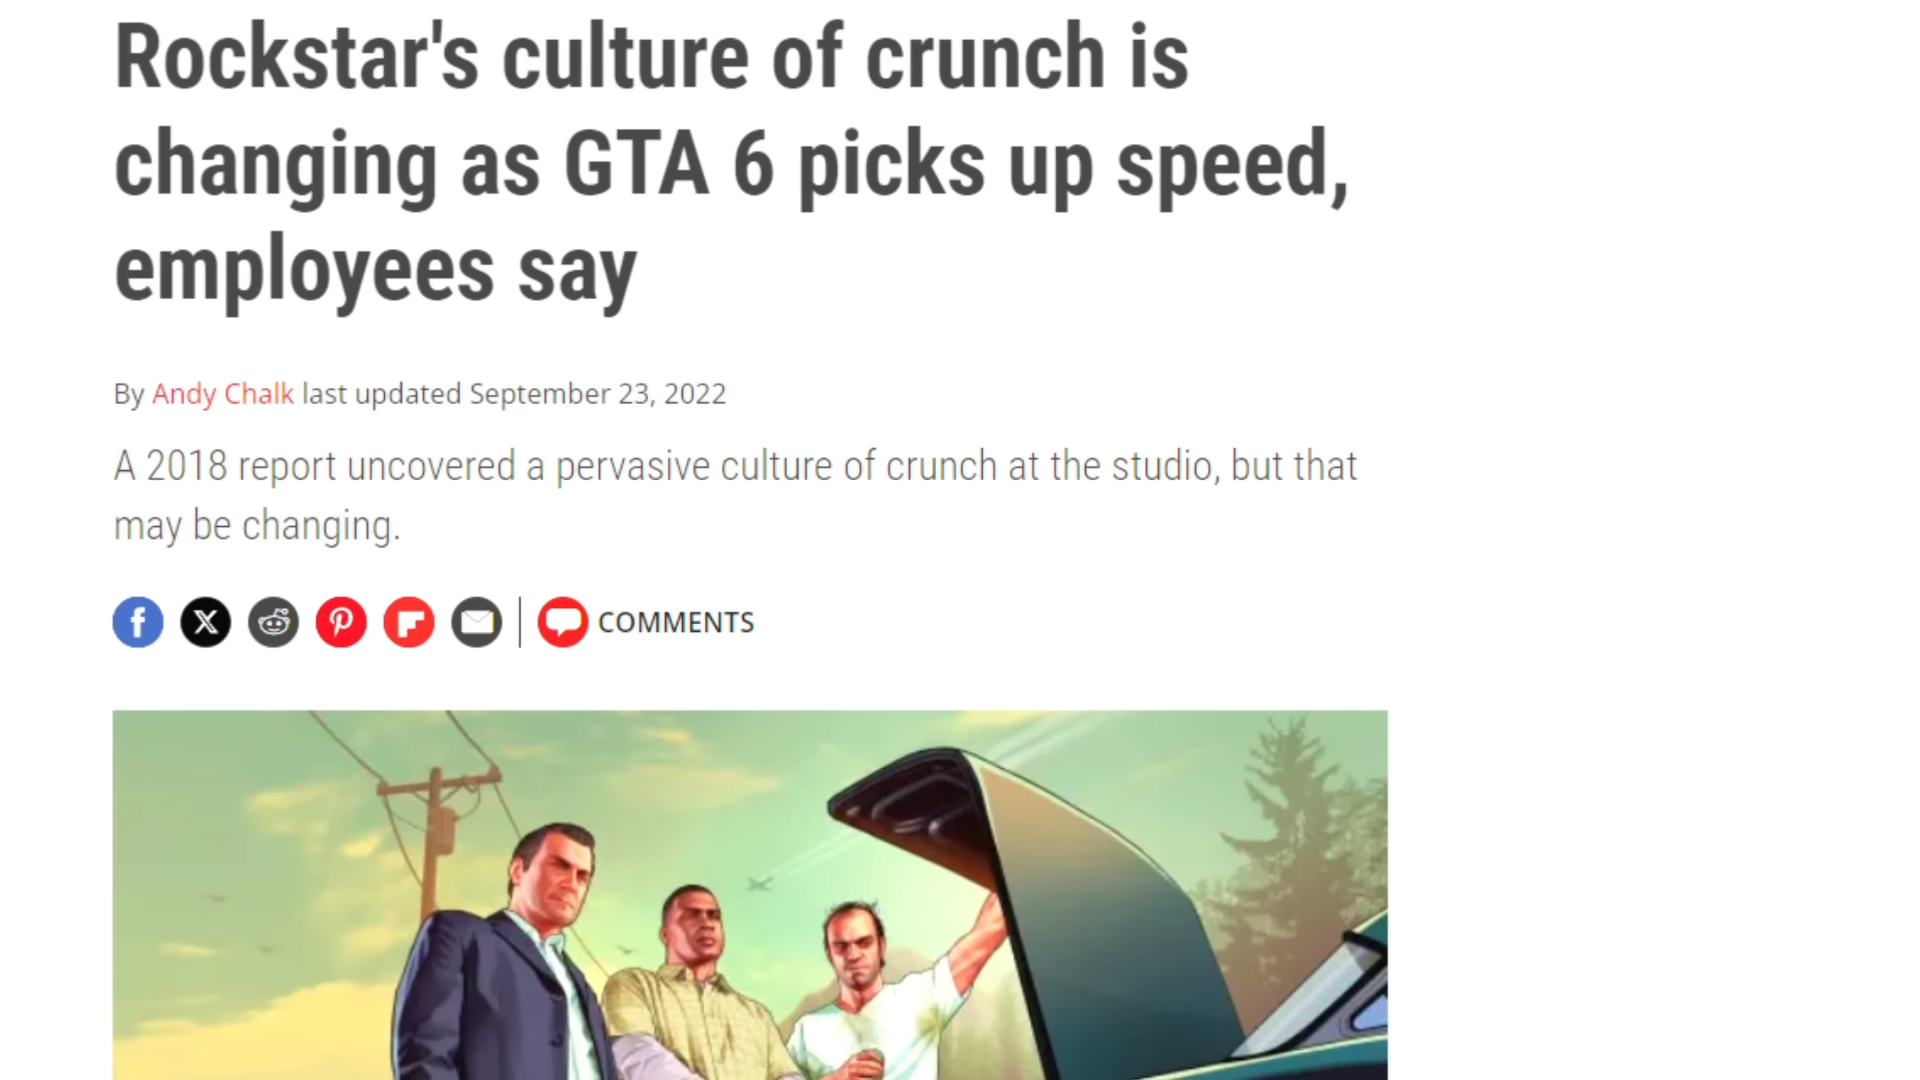 Rockstar's culture of crunch is
changing as GTA 6 picks up speed,
employees say
By Andy Chalk last updated September 23, 2022
A 2018 report uncovered a pervasive culture of crunch at the studio, but that
may be changing.
COMMENTS